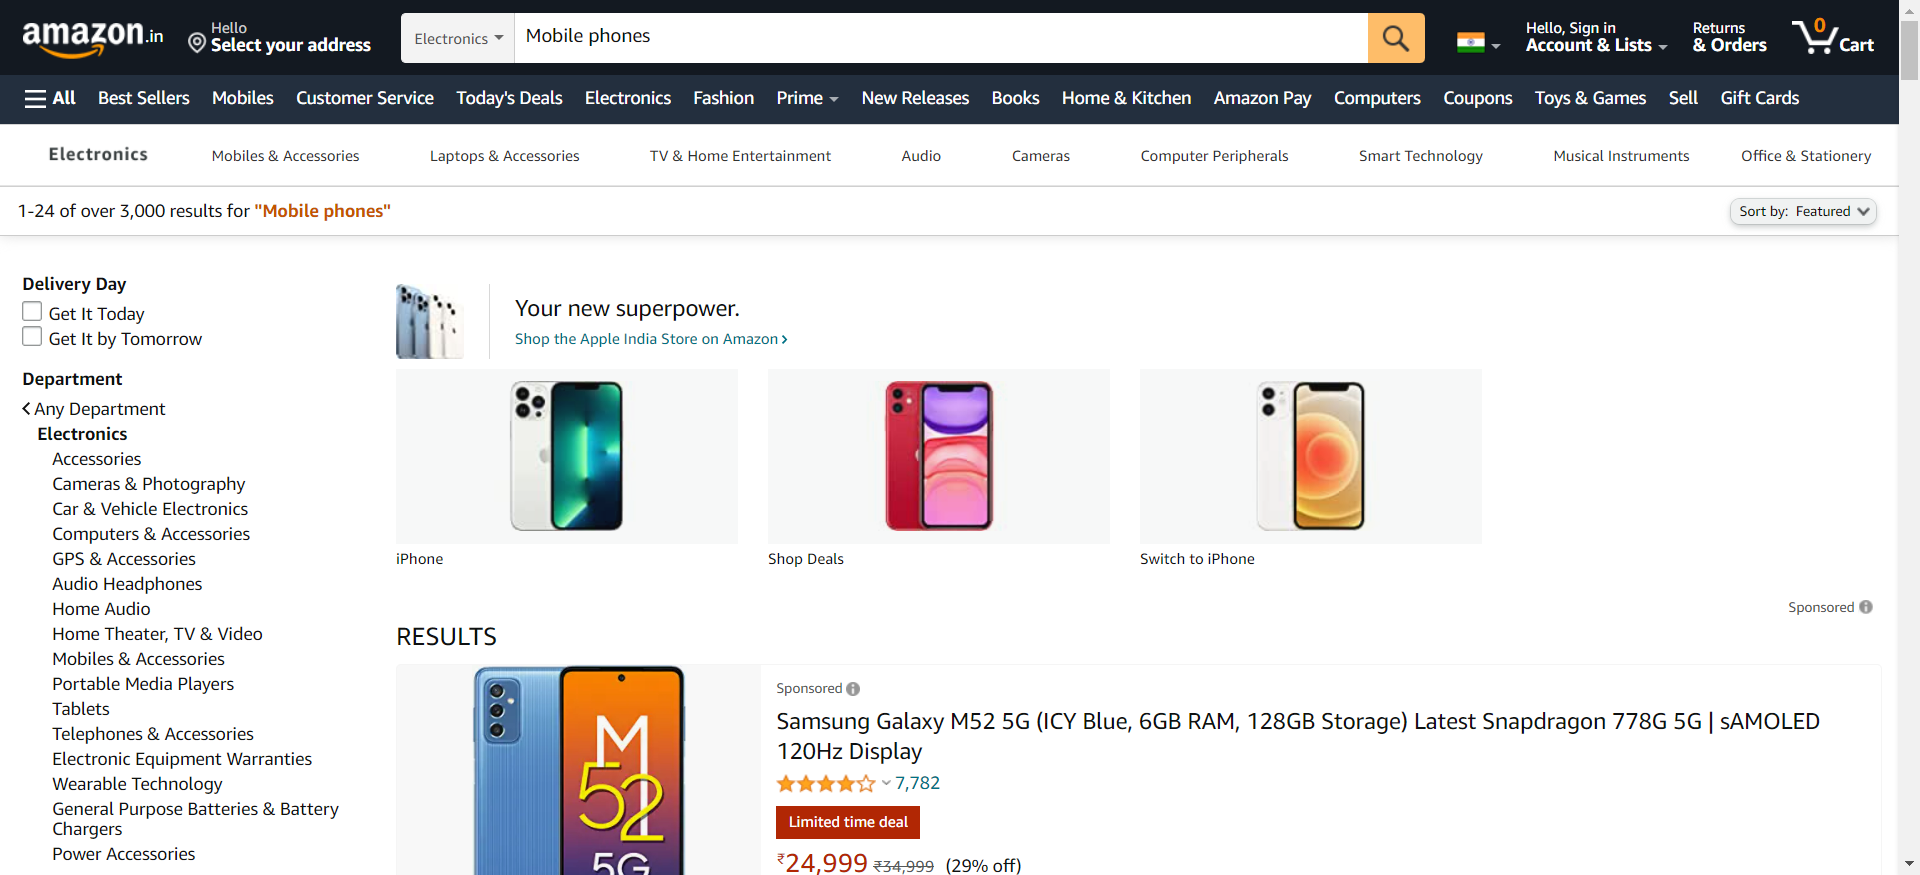 amazon.in
Hello
Select your address
Electronics
Mobile phones
Hello, Sign in
Account & Lists
Returns
& Orders
0
Cart
All
Best Sellers
Mobiles
Customer Service
Today's Deals
Electronics
Fashion
Prime
New Releases
Books
Home & Kitchen
Amazon Pay
Computers
Coupons
Toys & Games
Sell
Gift Cards
Electronics
Mobiles & Accessories
Laptops & Accessories
TV & Home Entertainment
Audio
Cameras
Computer Peripherals
Smart Technology
Musical Instruments
Office & Stationery
1-24 of over 3,000 results for "Mobile phones"
Sort by: Featured
Delivery Day
Get It Today
Get It by Tomorrow
Department
Any Department
Electronics
Accessories
Cameras & Photography
Car & Vehicle Electronics
Computers & Accessories
GPS & Accessories
Audio Headphones
Home Audio
Home Theater, TV & Video
Mobiles & Accessories
Portable Media Players
Tablets
Telephones & Accessories
Electronic Equipment Warranties
Wearable Technology
General Purpose Batteries & Battery
Chargers
Power Accessories
Your new superpower.
Shop the Apple India Store on Amazon ›
iPhone
Shop Deals
Switch to iPhone
Sponsored
RESULTS
M
52
5G
Sponsored
Samsung Galaxy M52 5G (ICY Blue, 6GB RAM, 128GB Storage) Latest Snapdragon 778G 5G | sAMOLED
120Hz Display
7,782
Limited time deal
₹24,999 ₹34,999 (29% off)